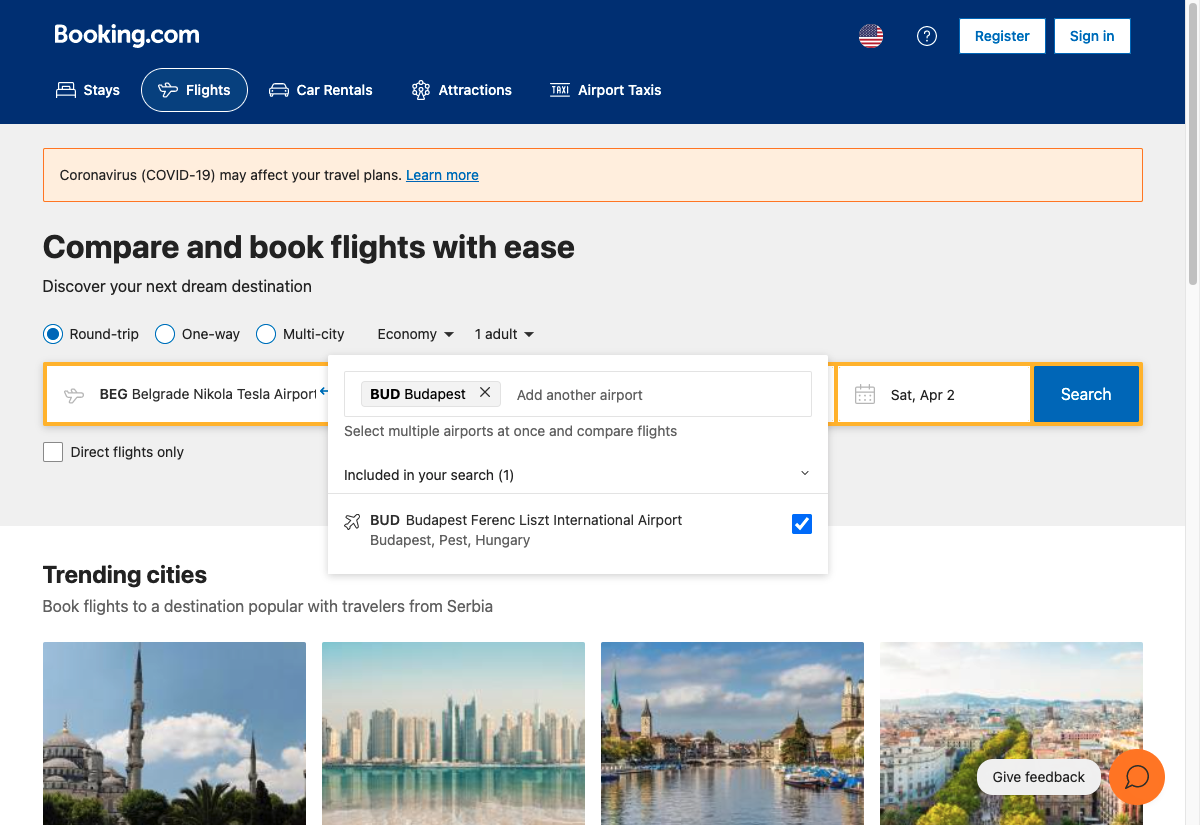 Booking.com
Register
Sign in
Stays
Flights
Car Rentals
Attractions
TAXI
Airport Taxis
Coronavirus (COVID-19) may affect your travel plans. Learn more
Compare and book flights with ease
Discover your next dream destination
Round-trip
One-way
Multi-city
Economy
1 adult
BEG Belgrade Nikola Tesla Airport
BUD Budapest
Add another airport
Sat, Apr 2
Search
Select multiple airports at once and compare flights
Direct flights only
Included in your search (1)
BUD Budapest Ferenc Liszt International Airport
Budapest, Pest, Hungary
Trending cities
Book flights to a destination popular with travelers from Serbia
Give feedback